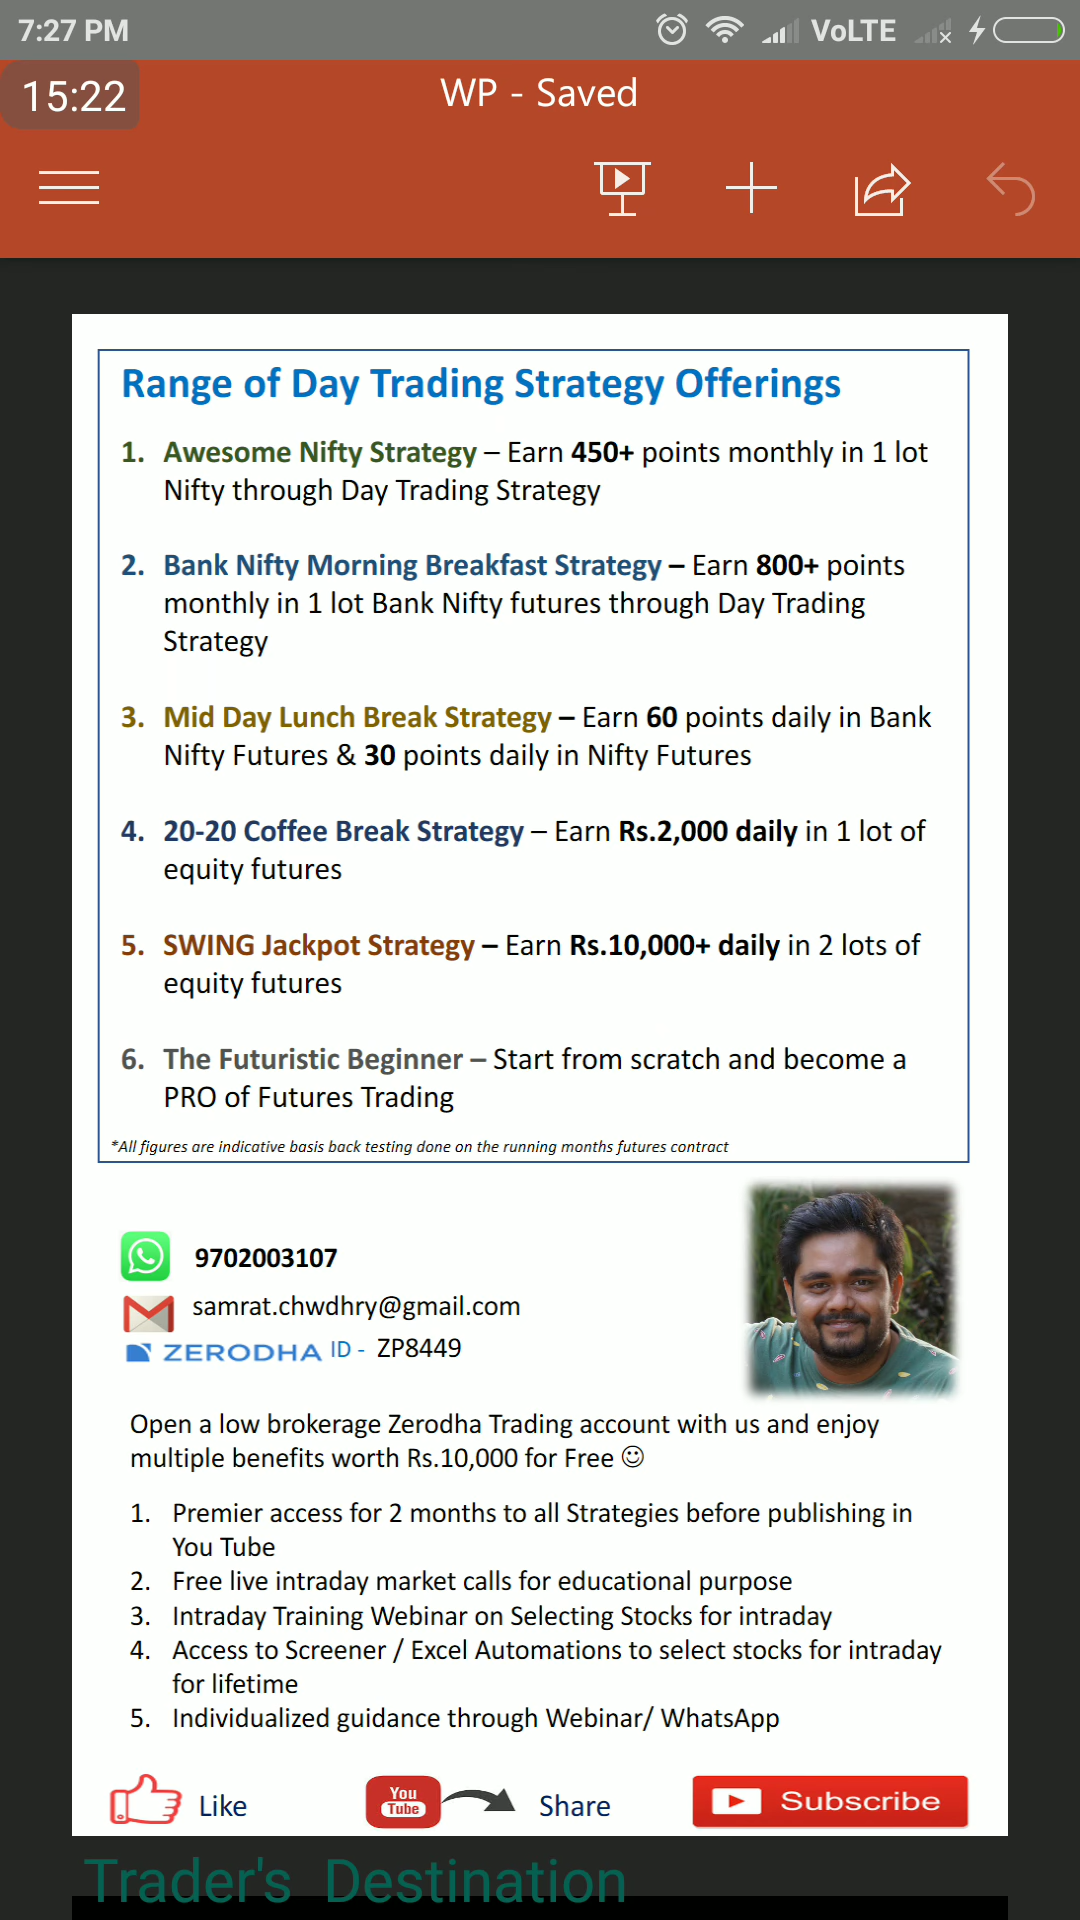 7:27 PM
VoLTE
15:22
WP - Saved
Range of Day Trading Strategy Offerings
1. Awesome Nifty Strategy – Earn 450+ points monthly in 1 lot
Nifty through Day Trading Strategy
2. Bank Nifty Morning Breakfast Strategy – Earn 800+ points
monthly in 1 lot Bank Nifty futures through Day Trading
Strategy
3. Mid Day Lunch Break Strategy – Earn 60 points daily in Bank
Nifty Futures & 30 points daily in Nifty Futures
4. 20-20 Coffee Break Strategy – Earn Rs.2,000 daily in 1 lot of
equity futures
5. SWING Jackpot Strategy – Earn Rs.10,000+ daily in 2 lots of
equity futures
6. The Futuristic Beginner – Start from scratch and become a
PRO of Futures Trading
*All figures are indicative basis back testing done on the running months futures contract
9702003107
samrat.chwdhry@gmail.com
ZERODHA ID - ZP8449
Open a low brokerage Zerodha Trading account with us and enjoy
multiple benefits worth Rs.10,000 for Free ☺
1. Premier access for 2 months to all Strategies before publishing in
You Tube
2. Free live intraday market calls for educational purpose
3. Intraday Training Webinar on Selecting Stocks for intraday
4. Access to Screener / Excel Automations to select stocks for intraday
for lifetime
5. Individualized guidance through Webinar/ WhatsApp
Like
You
Tube
Share
Subscribe
Trader's Destination